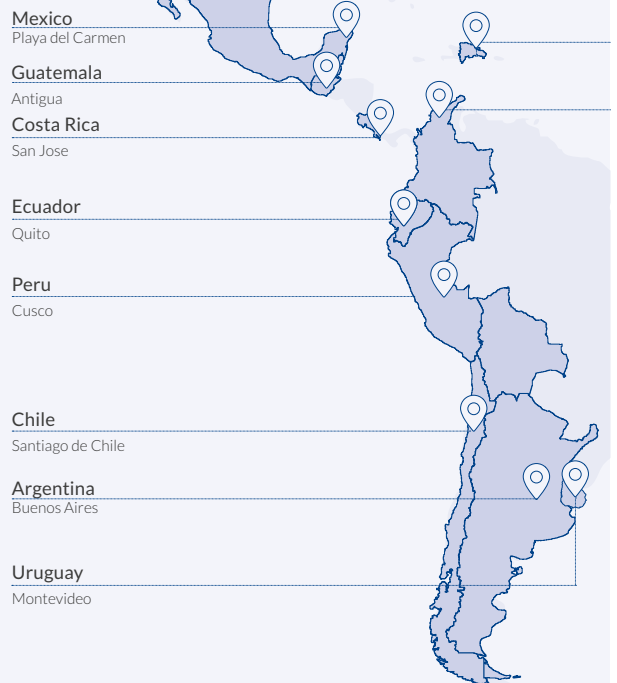 Mexico
Playa del Carmen
Guatemala
Antigua
Costa Rica
San Jose
Ecuador
Quito
Peru
Cusco
Chile
Santiago de Chile
Argentina
Buenos Aires
Uruguay
Montevideo